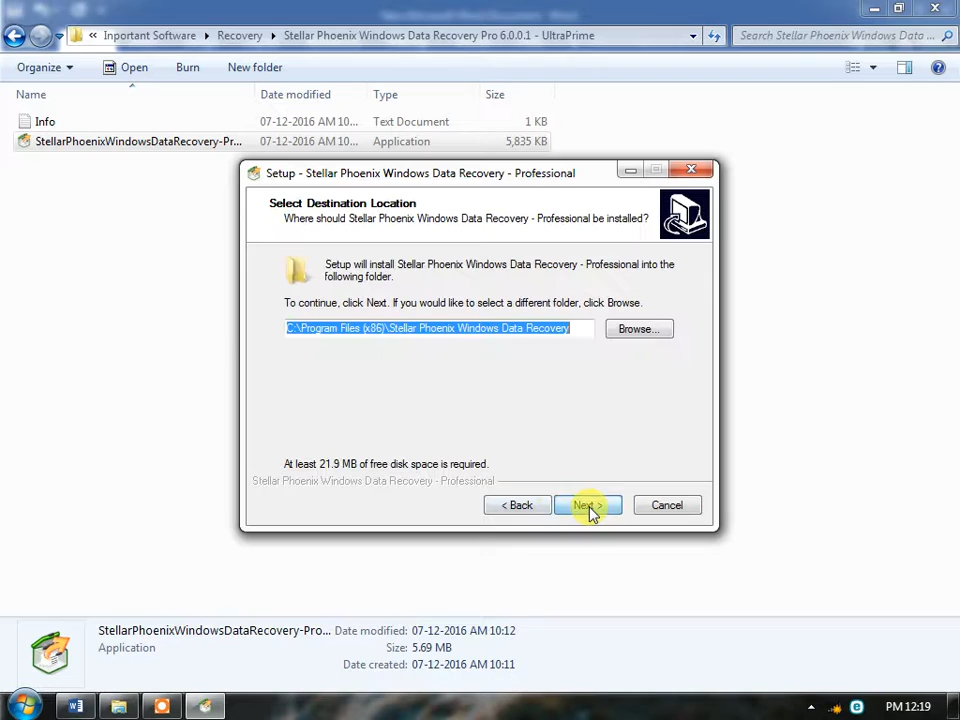 « Inportant Software Recovery Stellar Phoenix Windows Data Recovery Pro 6.0.0.1 - UltraPrime
Search Stellar Phoenix Windows Data ...
Organize Open Burn New folder
Name Date modified Type Size
Info 07-12-2016 AM 10... Text Document 1 KB
StellarPhoenixWindowsDataRecovery-Pr... 07-12-2016 AM 10... Application 5,835 KB
Setup - Stellar Phoenix Windows Data Recovery - Professional
Select Destination Location
Where should Stellar Phoenix Windows Data Recovery - Professional be installed?
Setup will install Stellar Phoenix Windows Data Recovery - Professional into the
following folder.
To continue, click Next. If you would like to select a different folder, click Browse.
C:\Program Files (x86)\Stellar Phoenix Windows Data Recovery
Browse...
At least 21.9 MB of free disk space is required.
Stellar Phoenix Windows Data Recovery - Professional
< Back Next > Cancel
StellarPhoenixWindowsDataRecovery-Pro... Date modified: 07-12-2016 AM 10:12
Application Size: 5.69 MB
Date created: 07-12-2016 AM 10:11
PM 12:19